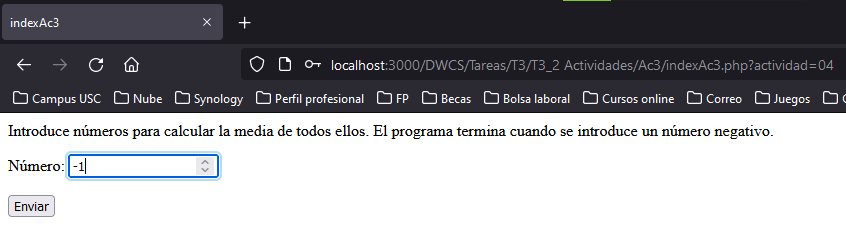 indexAc3
localhost:3000/DWCS/Tareas/T3/T3_2 Actividades/Ac3/indexAc3.php?actividad=04
Campus USC Nube Synology Perfil profesional FP Becas Bolsa laboral Cursos online Correo Juegos
Introduce números para calcular la media de todos ellos. El programa termina cuando se introduce un número negativo.
Número: -1
Enviar